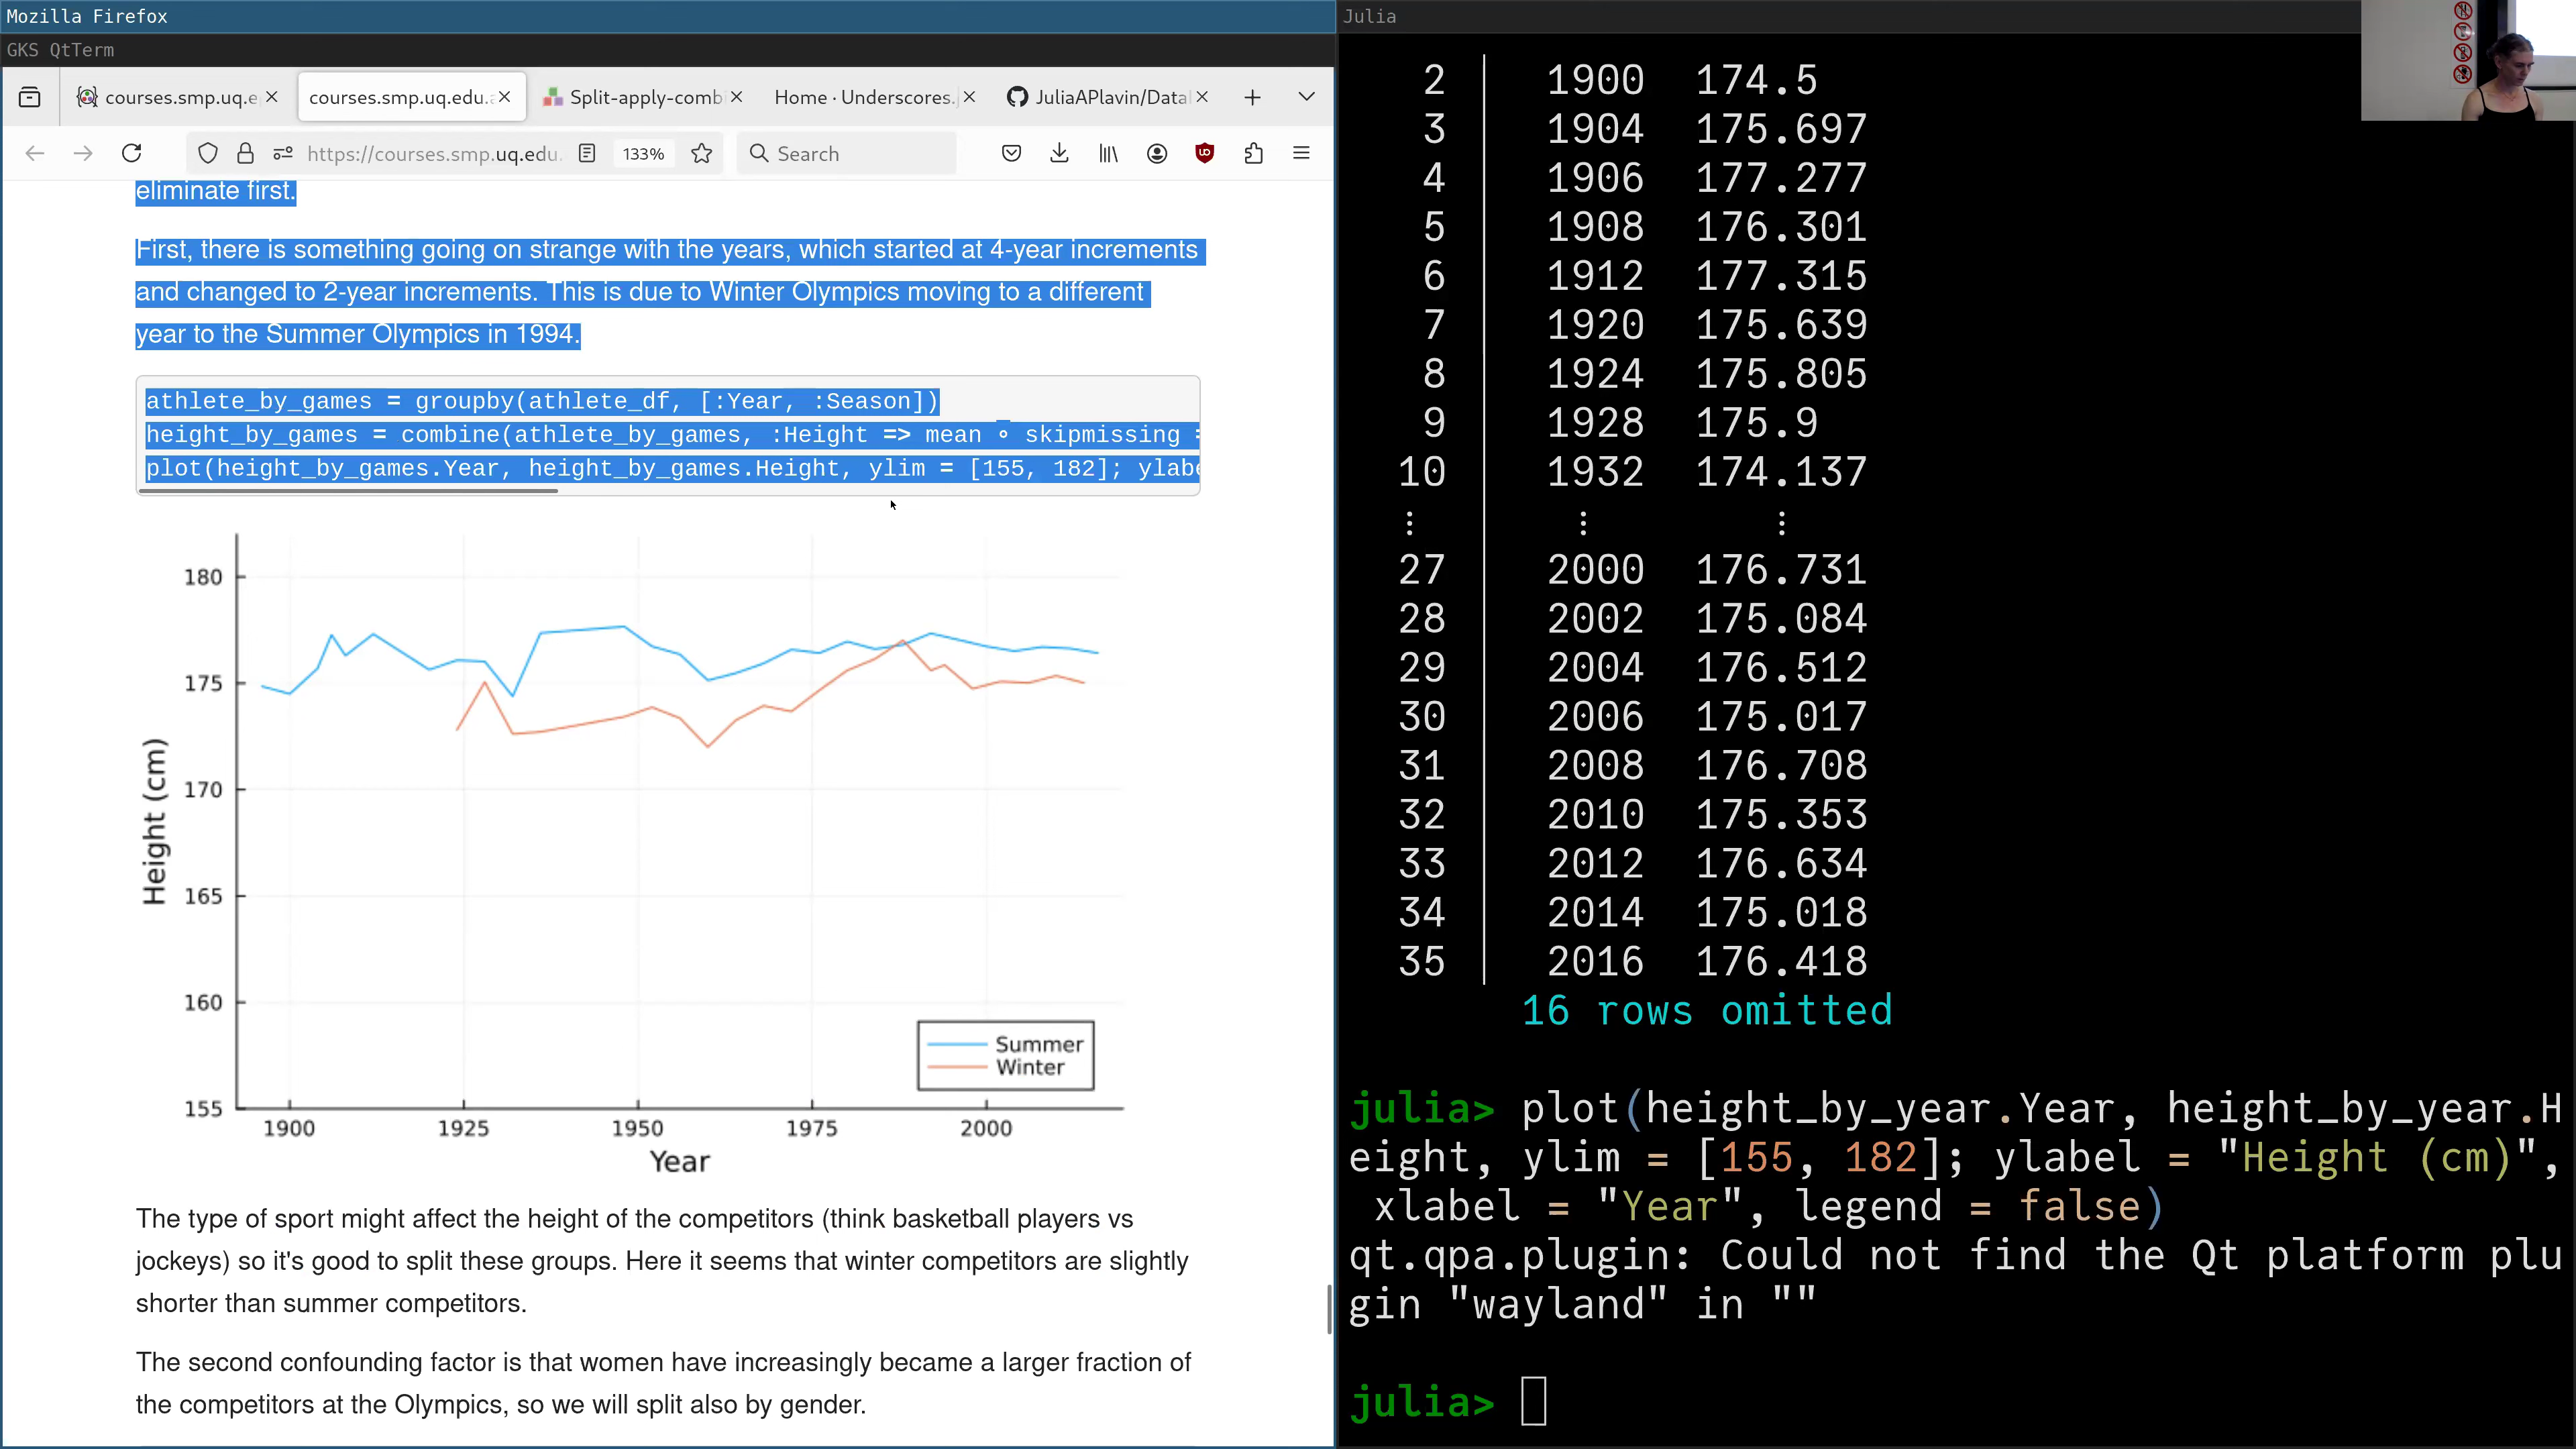 Mozilla Firefox
GKS QtTerm
courses.smp.uq.e
courses.smp.uq.edu.
Split-apply-comb
Home · Underscores.
JuliaAPlavin/Data
https://courses.smp.uq.edu.
133%
Search
eliminate first.
First, there is something going on strange with the years, which started at 4-year increments
and changed to 2-year increments. This is due to Winter Olympics moving to a different
year to the Summer Olympics in 1994.
athlete_by_games = groupby(athlete_df, [:Year, :Season])
height_by_games = combine(athlete_by_games, :Height => mean ∘ skipmissing =
plot(height_by_games.Year, height_by_games.Height, ylim = [155, 182]; ylabe
180
175
170
165
160
155
Height (cm)
Summer
Winter
1900 1925 1950 1975 2000
Year
The type of sport might affect the height of the competitors (think basketball players vs
jockeys) so it's good to split these groups. Here it seems that winter competitors are slightly
shorter than summer competitors.
The second confounding factor is that women have increasingly became a larger fraction of
the competitors at the Olympics, so we will split also by gender.
Julia
2 │ 1900 174.5
3 │ 1904 175.697
4 │ 1906 177.277
5 │ 1908 176.301
6 │ 1912 177.315
7 │ 1920 175.639
8 │ 1924 175.805
9 │ 1928 175.9
10 │ 1932 174.137
⋮ │ ⋮ ⋮
27 │ 2000 176.731
28 │ 2002 175.084
29 │ 2004 176.512
30 │ 2006 175.017
31 │ 2008 176.708
32 │ 2010 175.353
33 │ 2012 176.634
34 │ 2014 175.018
35 │ 2016 176.418
16 rows omitted
julia> plot(height_by_year.Year, height_by_year.H
eight, ylim = [155, 182]; ylabel = "Height (cm)",
xlabel = "Year", legend = false)
qt.qpa.plugin: Could not find the Qt platform plu
gin "wayland" in ""
julia>